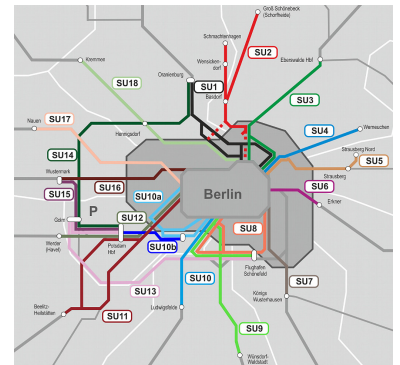 Groß Schönebeck
(Schorfheide)
Schmachtenhagen
SU2
Wensicken-
dorf
Eberswalde Hbf
Kremmen
Oranienburg
SU18
SU1
Basdorf
SU3
SU17
Nauen
Hennigsdorf
SU4
Werneuchen
SU14
Strausberg Nord
SU5
Wustermark
SU16
Strausberg
SU15
SU10a
Berlin
SU6
P
Golm
SU12
Erkner
SU8
Werder
(Havel)
Potsdam
Hbf
SU10b
Flughafen
Schönefeld
SU13
SU10
SU7
Königs
Wusterhausen
Beelitz-
Heilstätten
SU11
Ludwigsfelde
SU9
Wünsdorf-
Waldstadt